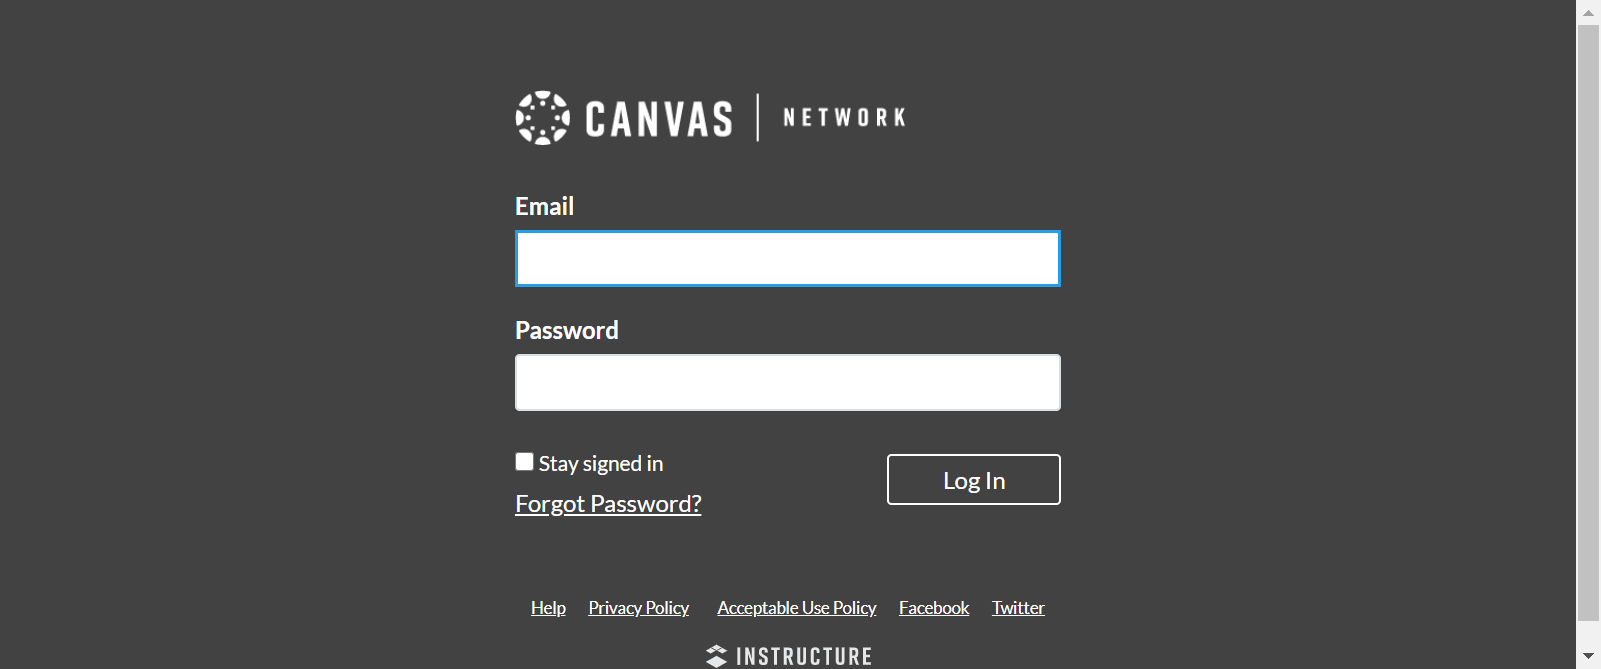 CANVAS | NETWORK
Email
Password
Stay signed in
Log In
Forgot Password?
Help Privacy Policy Acceptable Use Policy Facebook Twitter
INSTRUCTURE